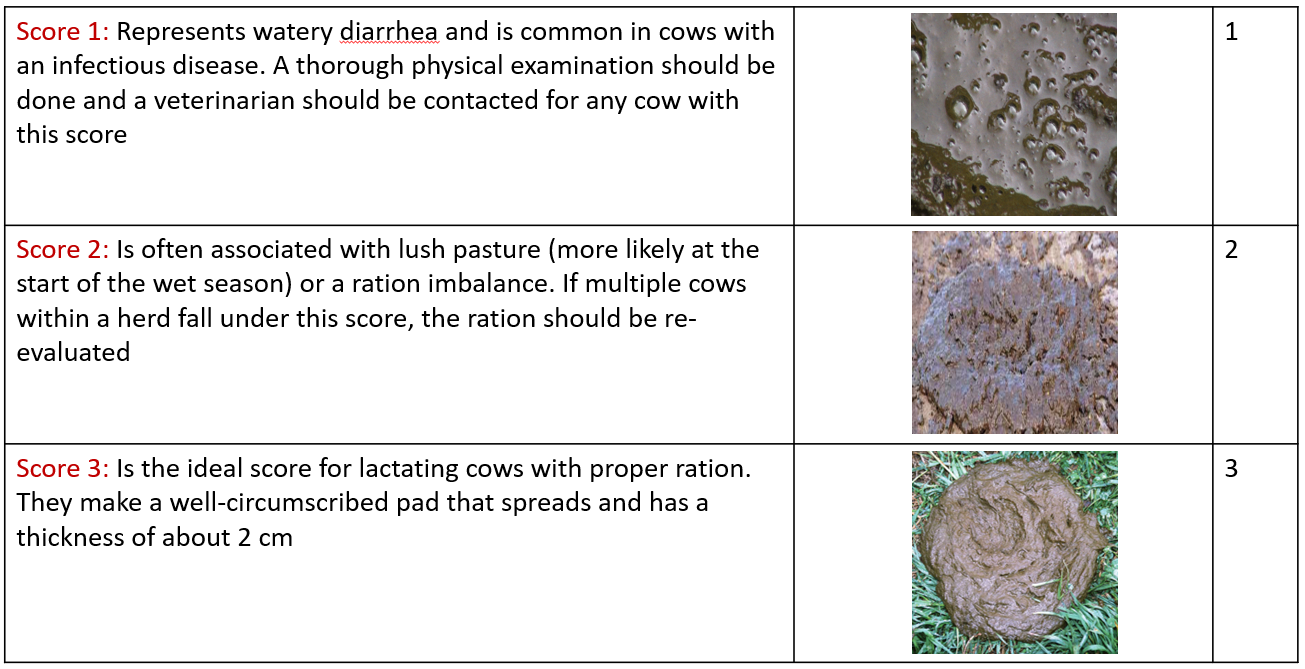 Score 1: Represents watery diarrhea and is common in cows with
an infectious disease. A thorough physical examination should be
done and a veterinarian should be contacted for any cow with
this score
1
Score 2: Is often associated with lush pasture (more likely at the
start of the wet season) or a ration imbalance. If multiple cows
within a herd fall under this score, the ration should be re-
evaluated
2
Score 3: Is the ideal score for lactating cows with proper ration.
They make a well-circumscribed pad that spreads and has a
thickness of about 2 cm
3